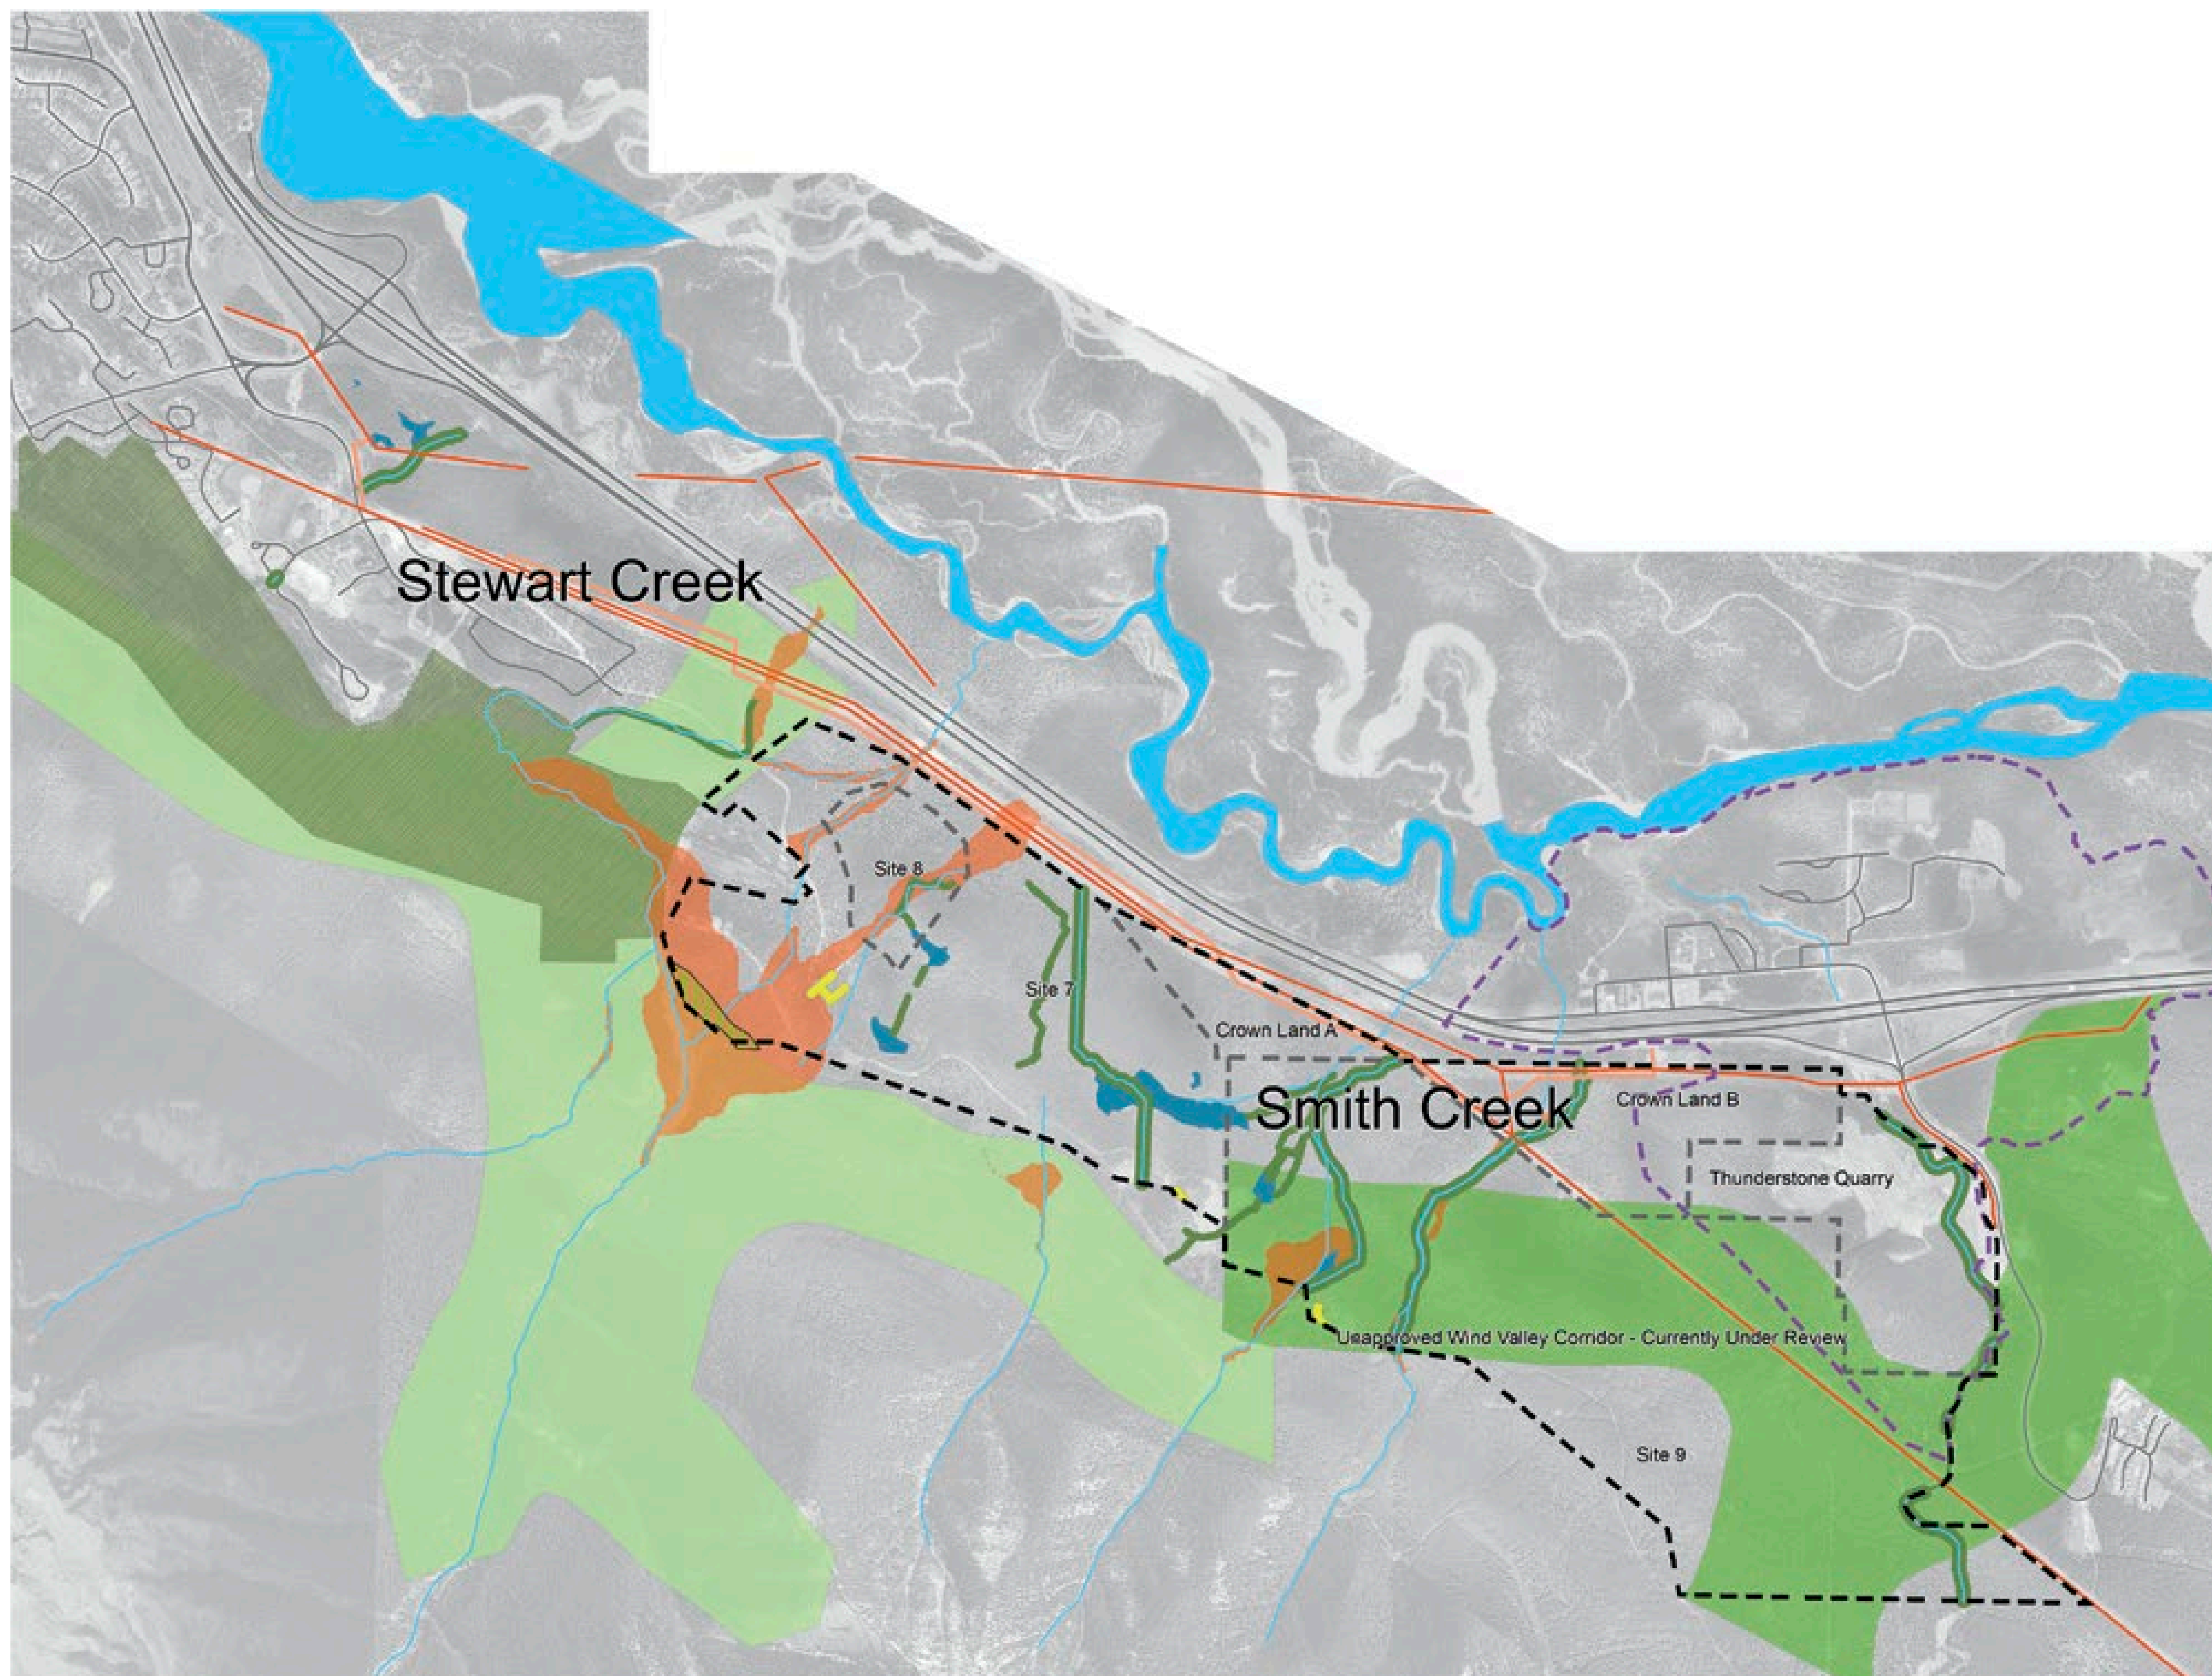 Stewart Creek
Site 8
Site 7
Crown Land A
Smith Creek
Crown Land B
Thunderstone Quarry
Unapproved Wind Valley Corridor - Currently Under Review
Site 9